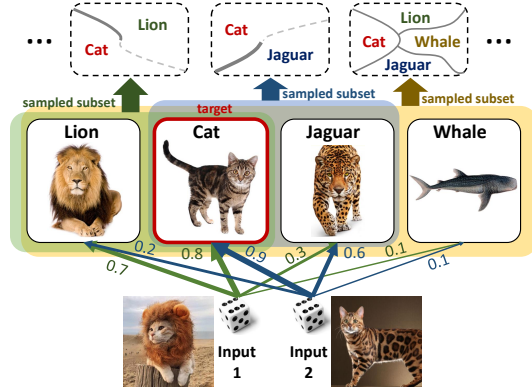 ... Lion Cat
Cat Jaguar
Lion Cat Whale Jaguar ...
sampled subset
sampled subset
sampled subset
target
Lion Cat Jaguar Whale
0.7 0.2 0.8 0.9 0.3 0.6 0.1 0.1
Input Input
1 2